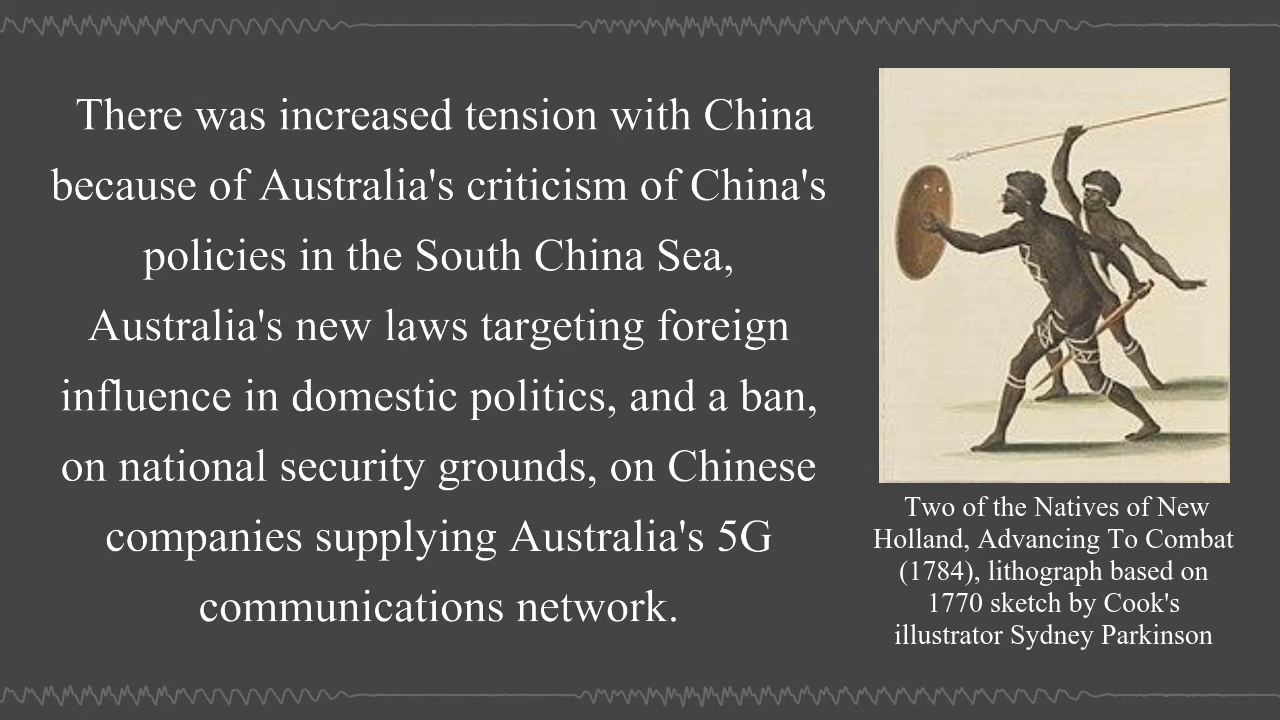 There was increased tension with China
because of Australia's criticism of China's
policies in the South China Sea,
Australia's new laws targeting foreign
influence in domestic politics, and a ban,
on national security grounds, on Chinese
companies supplying Australia's 5G
communications network.
Two of the Natives of New
Holland, Advancing To Combat
(1784), lithograph based on
1770 sketch by Cook's
illustrator Sydney Parkinson